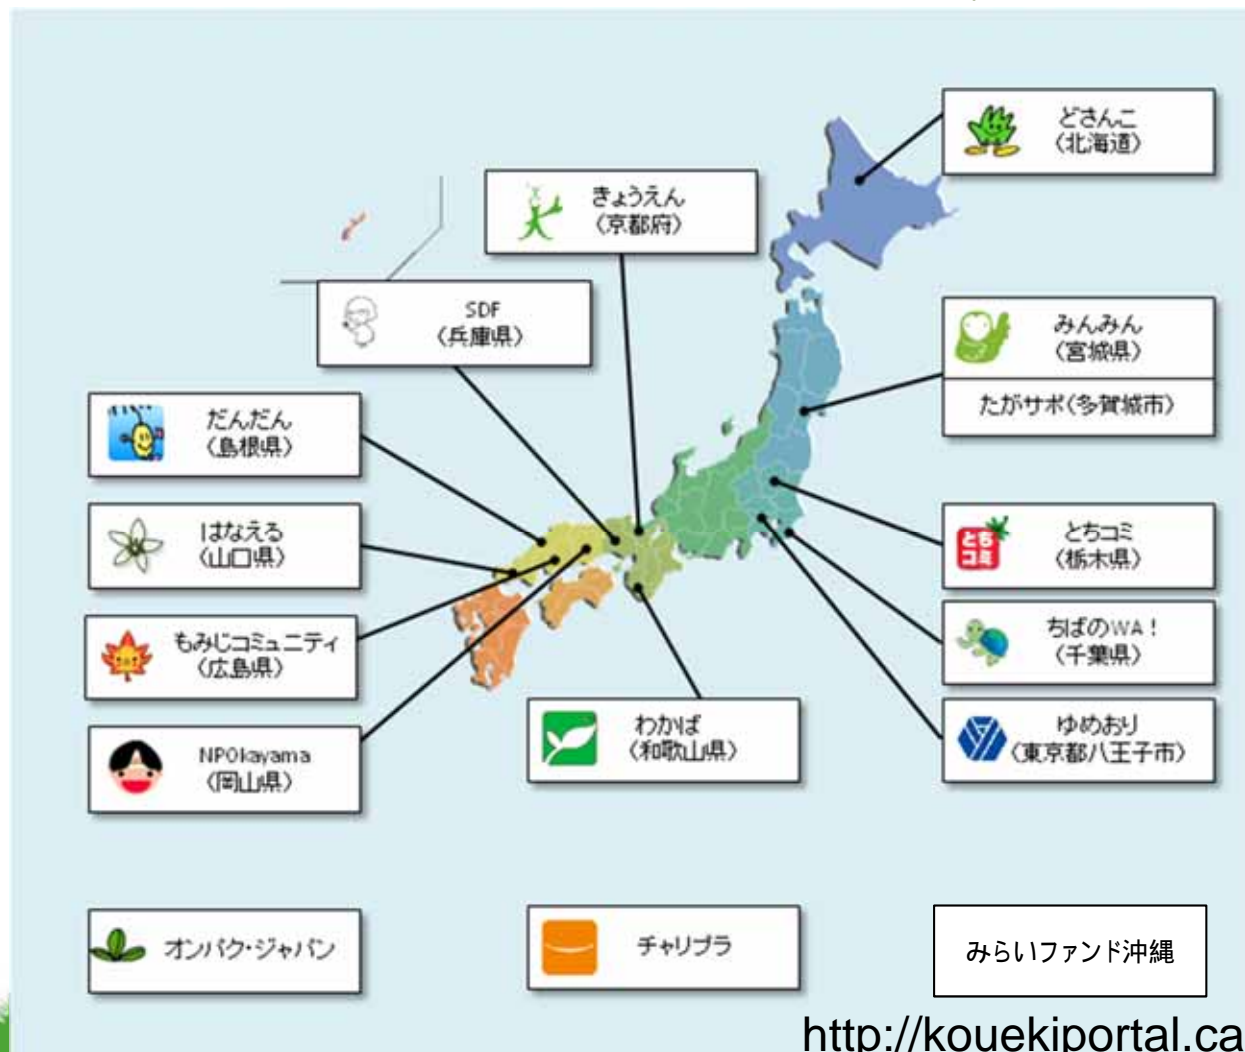 どさんこ
〈北海道〉
きょうえん
〈京都府〉
SDF
〈兵庫県〉
みんみん
〈宮城県〉
たがサポ〈多賀城市〉
だんだん
〈島根県〉
はなえる
〈山口県〉
とちコミ
とちコミ
〈栃木県〉
もみじコミュニティ
〈広島県〉
ちばのWA!
〈千葉県〉
NPOkayama
〈岡山県〉
わかば
〈和歌山県〉
ゆめおり
〈東京都八王子市〉
オンパク・ジャパン
チャリプラ
みらいファンド沖縄
http://kouekiportal.ca